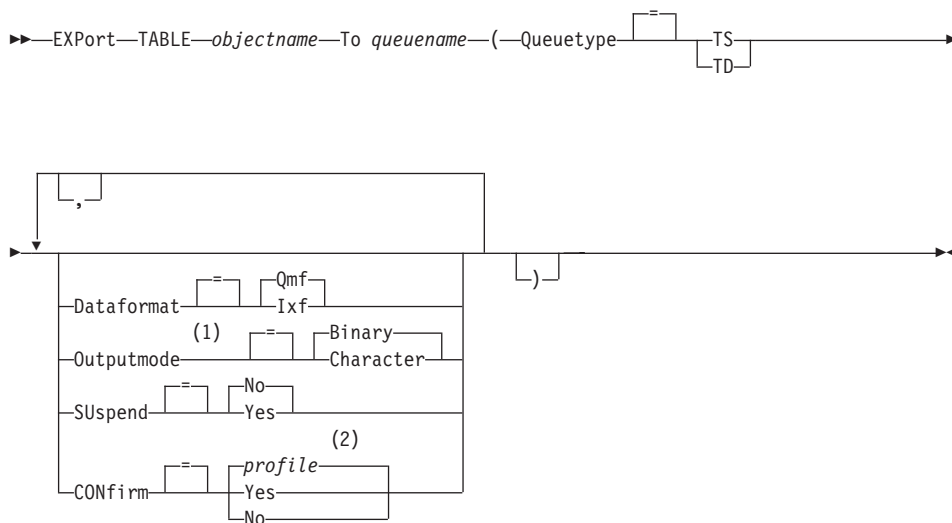 EXPort TABLE objectname To queuename ( Queuetype = TS
TD
,
)
Dataformat = Qmf
Ixf
(1)
Outputmode = Binary
Character
SUspend = No
Yes
(2)
CONfirm = profile
Yes
No